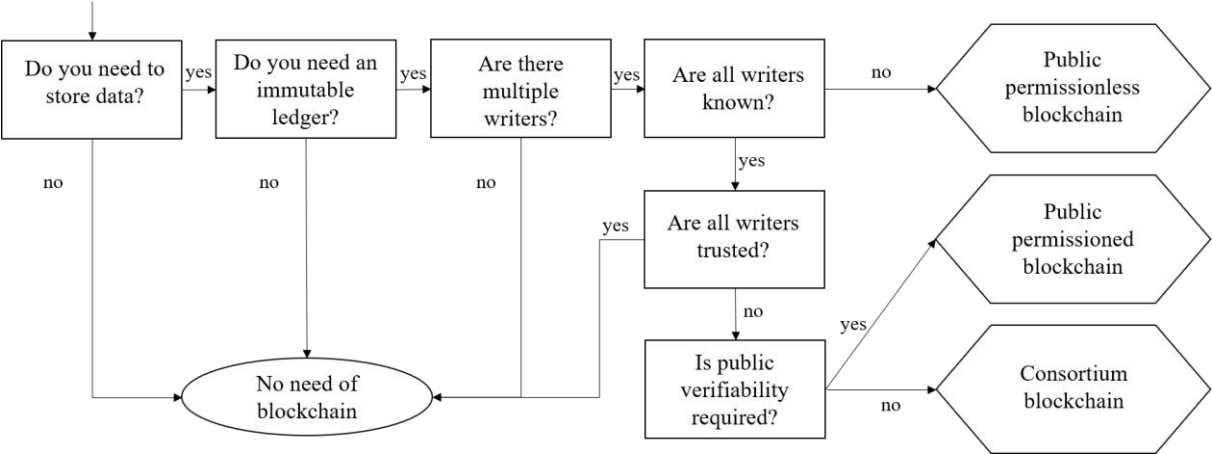 Do you need to
store data?
yes
Do you need an
immutable
ledger?
yes
Are there
multiple
writers?
yes
Are all writers
known?
no
Public
permissionless
blockchain
no
no
no
yes
yes
Are all writers
trusted?
Public
permissioned
blockchain
no
yes
No need of
blockchain
Is public
verifiability
required?
no
Consortium
blockchain